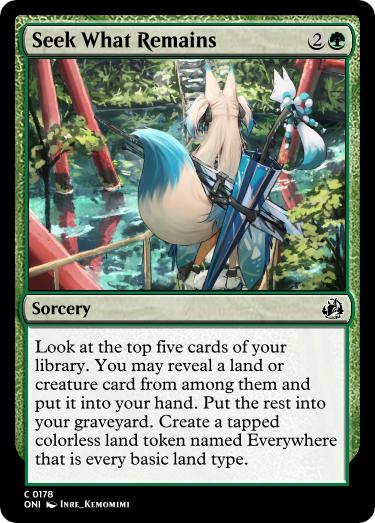 Seek What Remains 2
Sorcery
Look at the top five cards of your
library. You may reveal a land or
creature card from among them and
put it into your hand. Put the rest into
your graveyard. Create a tapped
colorless land token named Everywhere
that is every basic land type.
C 0178
ONI Inre_Kemomimi